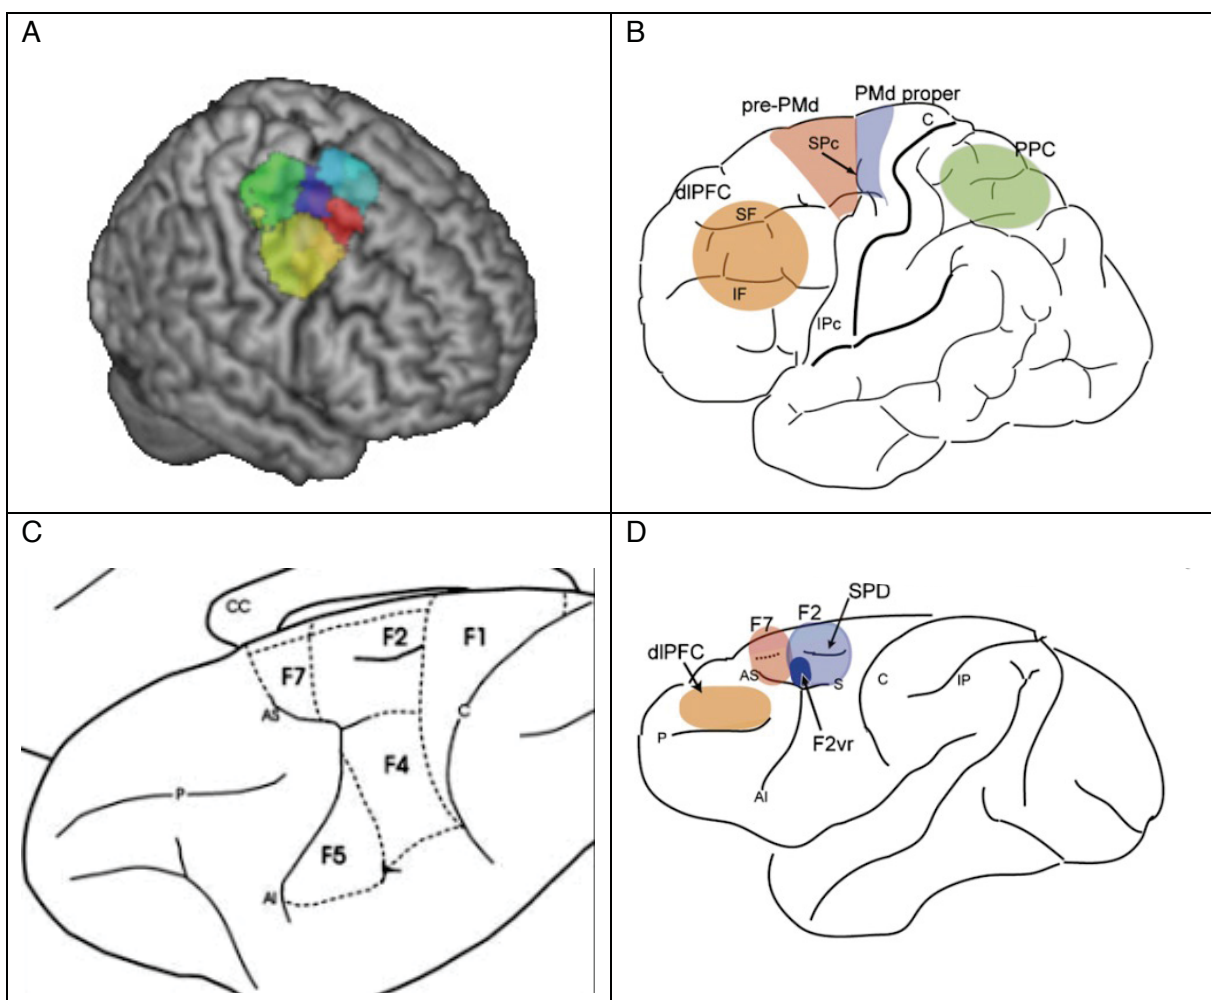 A
B
pre-PMd
PMd proper
C
SPc
PPC
dlPFC
SF
IF
IPc
C
CC
F2
F1
F7
AS
C
F4
P
F5
AI
D
SPD
F7
F2
dlPFC
AS
S
C
IP
P
F2vr
AI